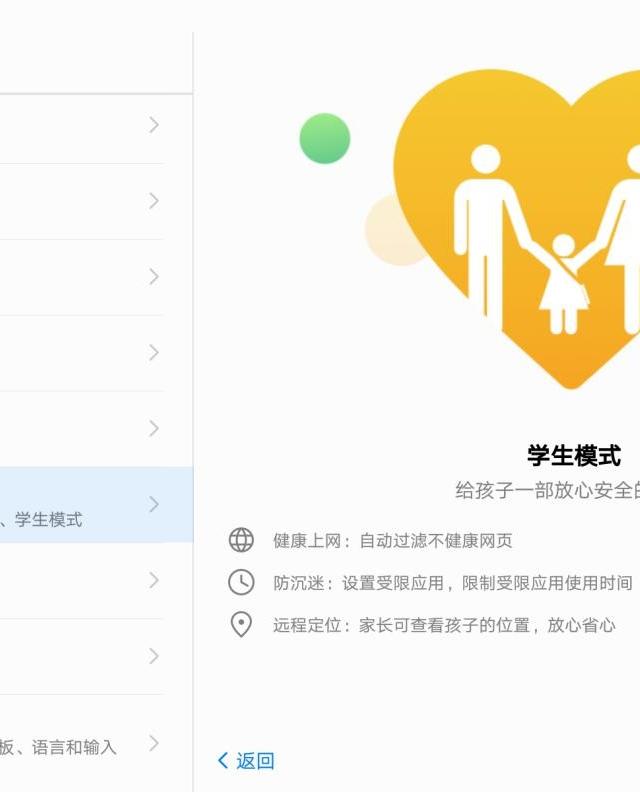 、学生模式
板、语言和输入
学生模式
给孩子一部放心安全的
健康上网：自动过滤不健康网页
防沉迷：设置受限应用，限制受限应用使用时间
远程定位：家长可查看孩子的位置，放心省心
返回